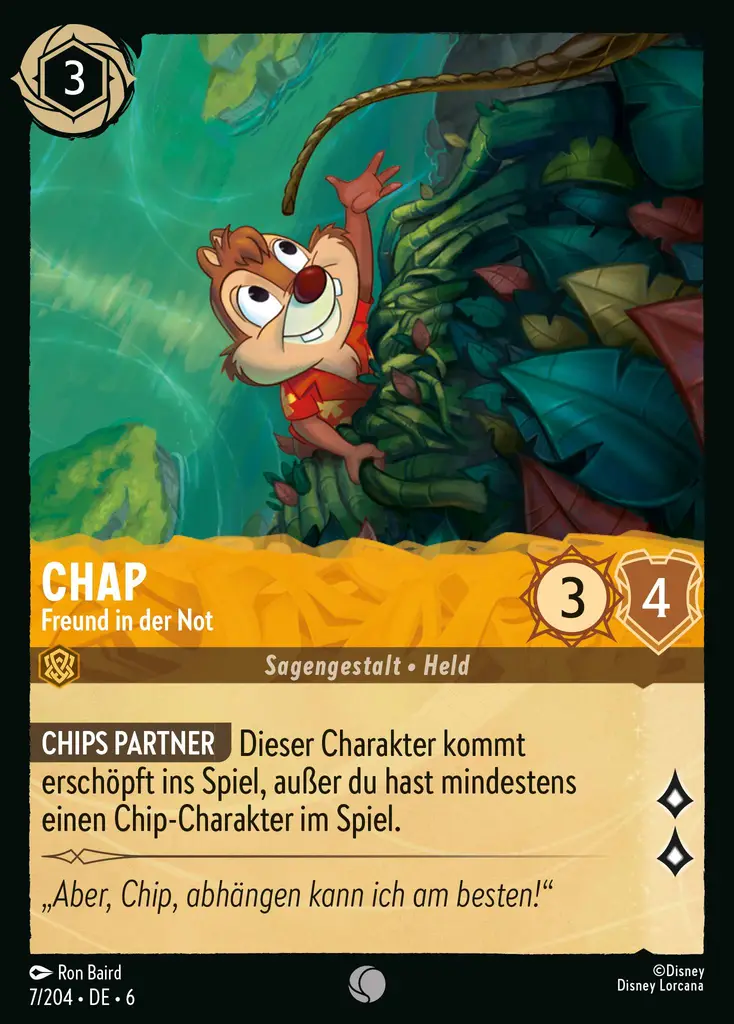 3
CHAP
Freund in der Not
3
4
Sagengestalt • Held
CHIPS PARTNER Dieser Charakter kommt
erschöpft ins Spiel, außer du hast mindestens
einen Chip-Charakter im Spiel.
„Aber, Chip, abhängen kann ich am besten!“
Ron Baird
7/204 • DE • 6
©Disney
Disney Lorcana